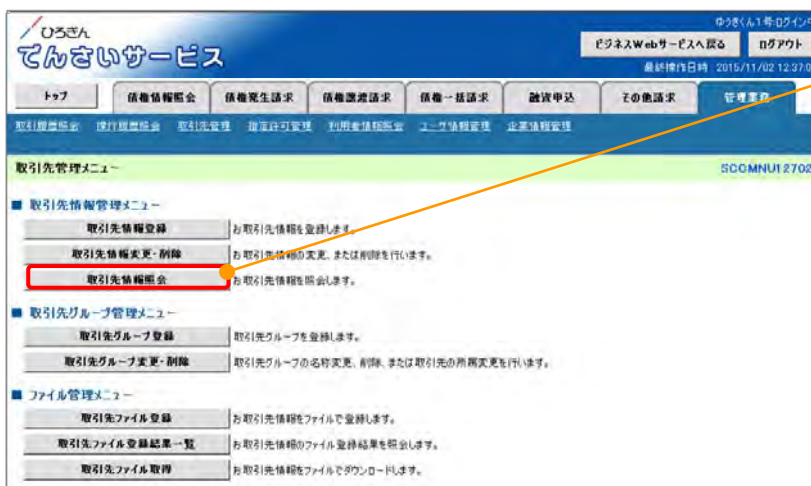 ひろぎん
でんさいサービス
ゆうぎん1号:ログイン中
ビジネスWebサービスへ戻る ログアウト
最終操作日時 2015/11/02 12:37:0
トップ 債権情報照会 債権発生請求 債権譲渡請求 債権一括請求 融資申込 その他請求 管理業務
取引履歴照会 操作履歴照会 取引先管理 指定許可管理 利用者情報照会 ユーザ情報管理 企業情報管理
取引先管理メニュー SCCMNU12702
■ 取引先情報管理メニュー
取引先情報登録 お取引先情報を登録します。
取引先情報変更・削除 お取引先情報の変更、または削除を行います。
取引先情報照会 お取引先情報を照会します。
■ 取引先グループ管理メニュー
取引先グループ登録 取引先グループを登録します。
取引先グループ変更・削除 取引先グループの名称変更、削除、または取引先の所属変更を行います。
■ ファイル管理メニュー
取引先ファイル登録 お取引先情報をファイルで登録します。
取引先ファイル登録結果一覧 お取引先情報のファイル登録結果を照会します。
取引先ファイル取得 お取引先情報をファイルでダウンロードします。